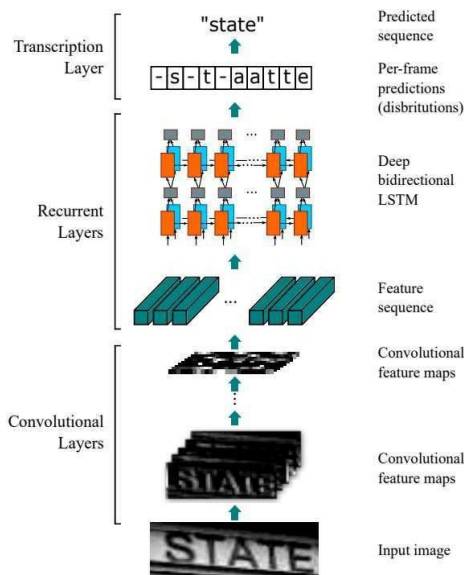 Transcription
Layer
"state"
Predicted
sequence
-s-t-aatte
Per-frame
predictions
(disbritutions)
Recurrent
Layers
...
...
Deep
bidirectional
LSTM
...
Feature
sequence
Convolutional
feature maps
Convolutional
Layers
STATE
Convolutional
feature maps
STATE
Input image